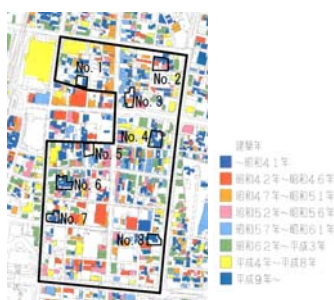 No. 1
No. 2
No. 3
No. 4
No. 5
No. 6
No. 7
No. 8
建築年
～昭和41年
昭和42年～昭和46年
昭和47年～昭和51年
昭和52年～昭和56年
昭和57年～昭和61年
昭和62年～平成3年
平成4年～平成8年
平成9年～